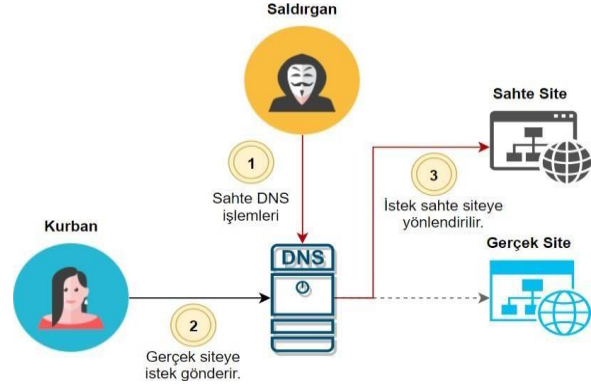 Saldırgan
Sahte Site
1
Sahte DNS
işlemleri
3
İstek sahte siteye
yönlendirilir.
Kurban
Gerçek Site
DNS
2
Gerçek siteye
istek gönderir.